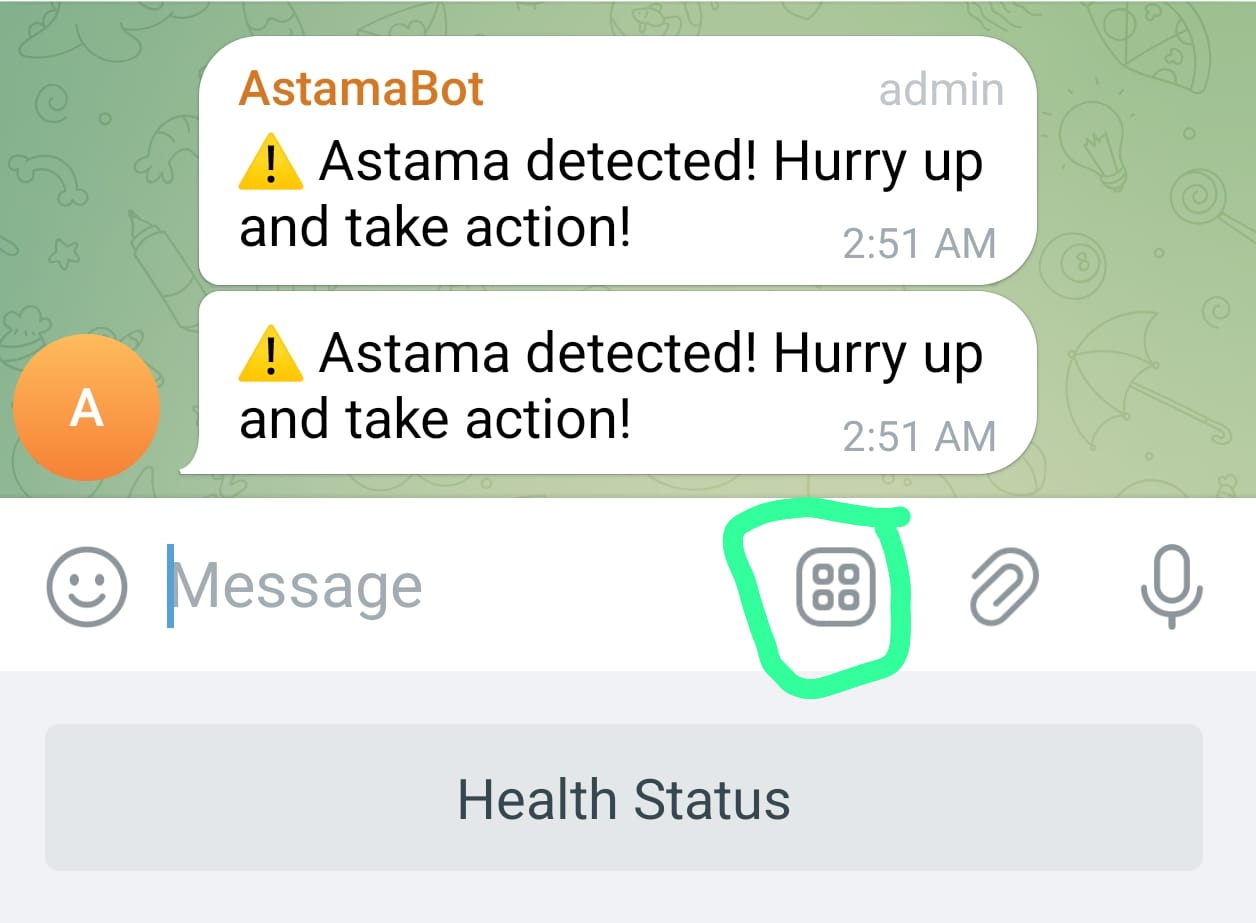 AstamaBot admin
⚠️ Astama detected! Hurry up
and take action! 2:51 AM
⚠️ Astama detected! Hurry up
and take action! 2:51 AM
A
Message
Health Status